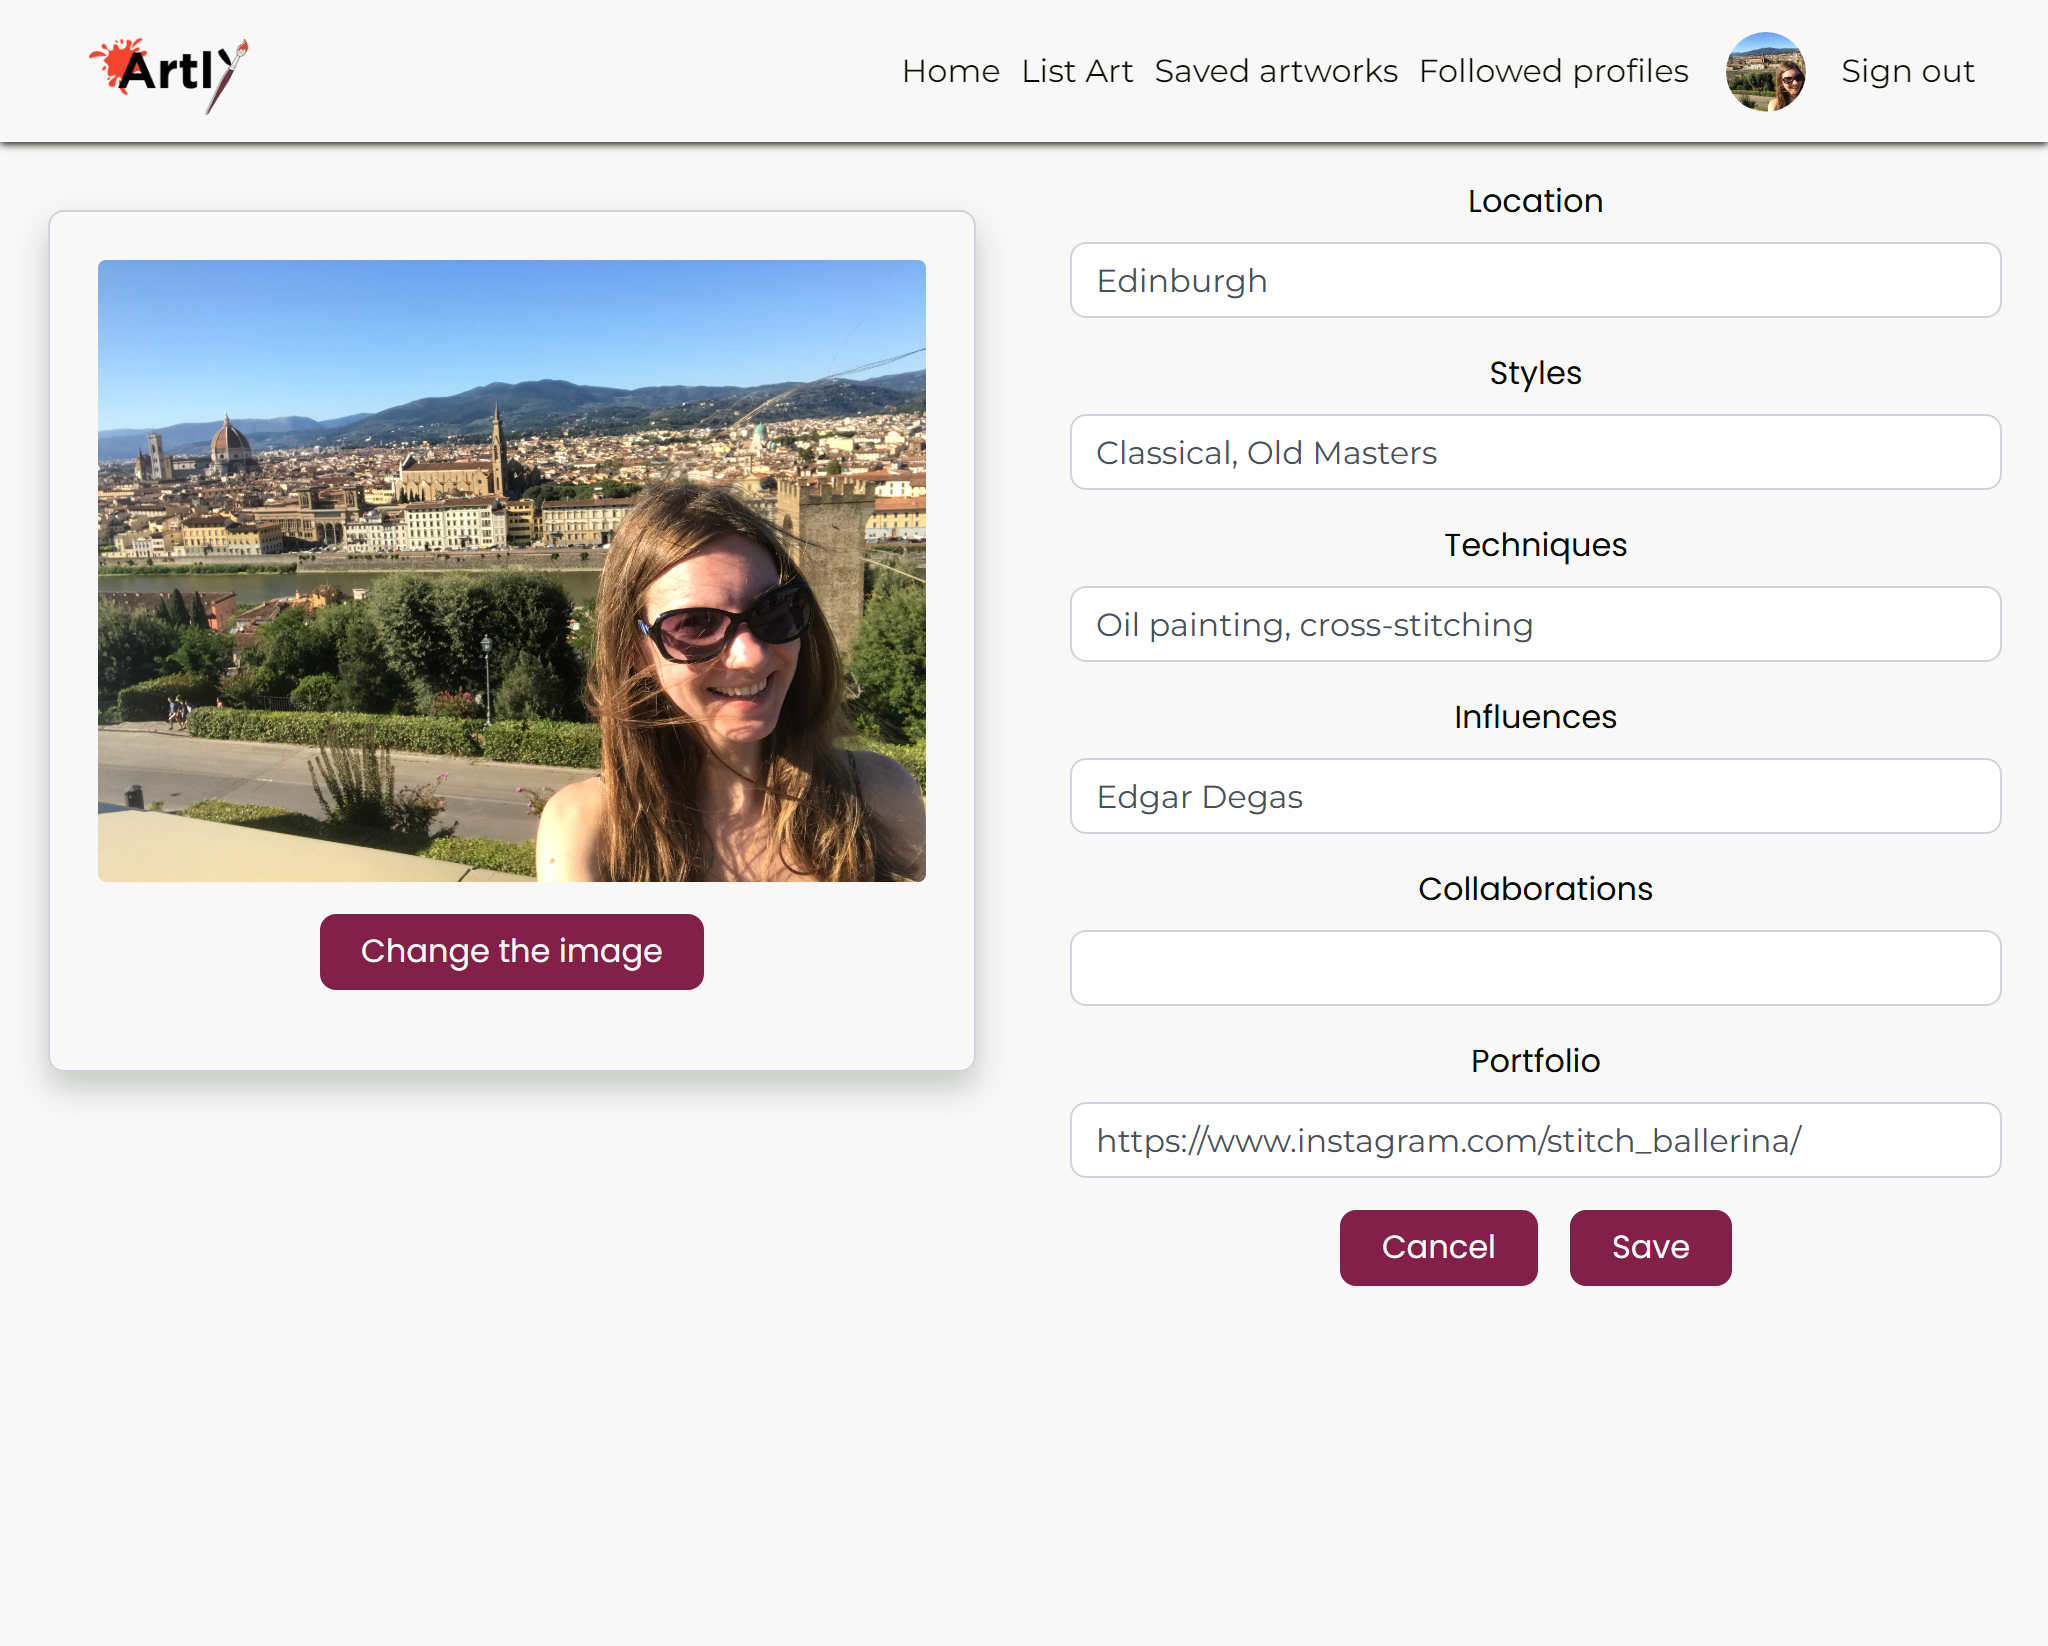 Artly
Home List Art Saved artworks Followed profiles Sign out
Location
Edinburgh
Styles
Classical, Old Masters
Techniques
Oil painting, cross-stitching
Influences
Edgar Degas
Collaborations
Portfolio
https://www.instagram.com/stitch_ballerina/
Change the image
Cancel Save